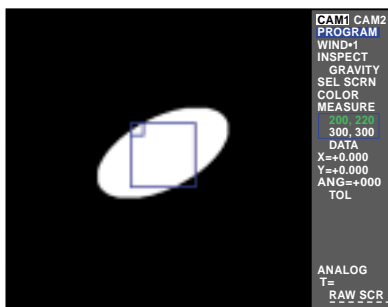 CAM1 CAM2
PROGRAM
WIND•1
INSPECT
GRAVITY
SEL SCRN
COLOR
MEASURE
200, 220
300, 300
DATA
X=+0.000
Y=+0.000
ANG=+000
TOL
ANALOG
T=
RAW SCR